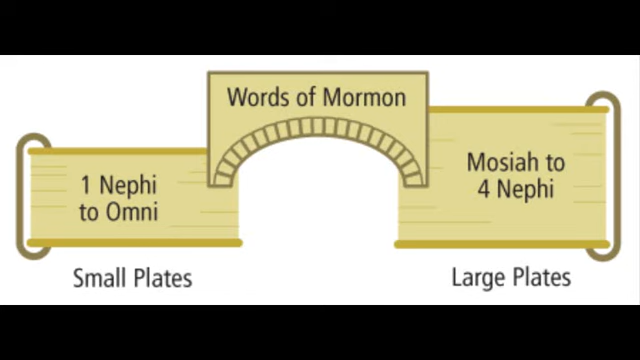 Words of Mormon
1 Nephi
to Omni
Mosiah to
4 Nephi
Small Plates
Large Plates